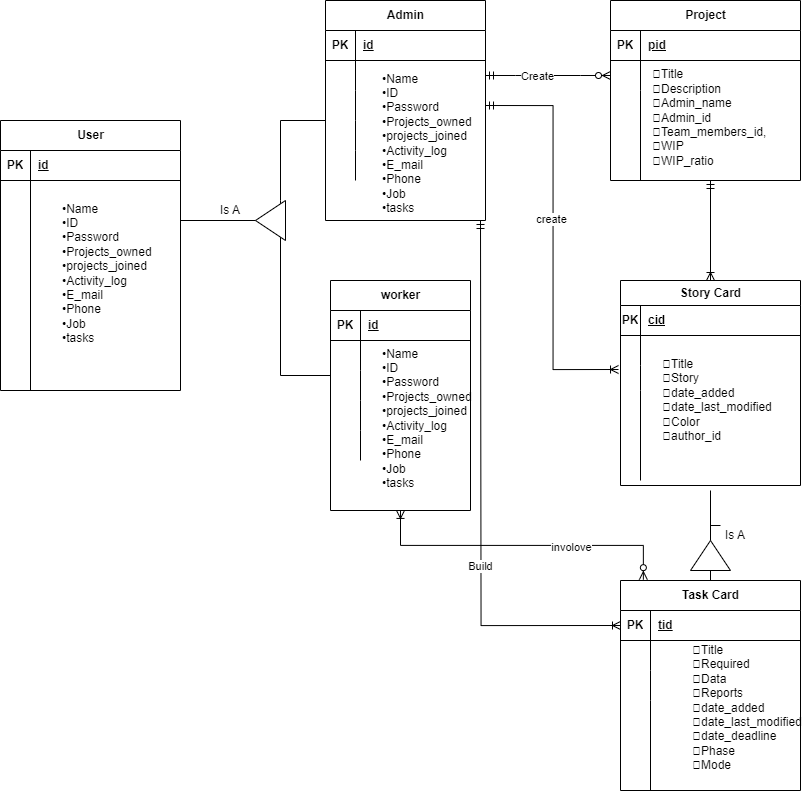 Admin
PK id
•Name
•ID
•Password
•Projects_owned
•projects_joined
•Activity_log
•E_mail
•Phone
•Job
•tasks
Create
Project
PK pid
□Title
□Description
□Admin_name
□Admin_id
□Team_members_id,
□WIP
□WIP_ratio
User
PK id
•Name
•ID
•Password
•Projects_owned
•projects_joined
•Activity_log
•E_mail
•Phone
•Job
•tasks
Is A
create
worker
PK id
•Name
•ID
•Password
•Projects_owned
•projects_joined
•Activity_log
•E_mail
•Phone
•Job
•tasks
Story Card
PK cid
□Title
□Story
□date_added
□date_last_modified
□Color
□author_id
Is A
involove
Build
Task Card
PK tid
□Title
□Required
□Data
□Reports
□date_added
□date_last_modified
□date_deadline
□Phase
□Mode